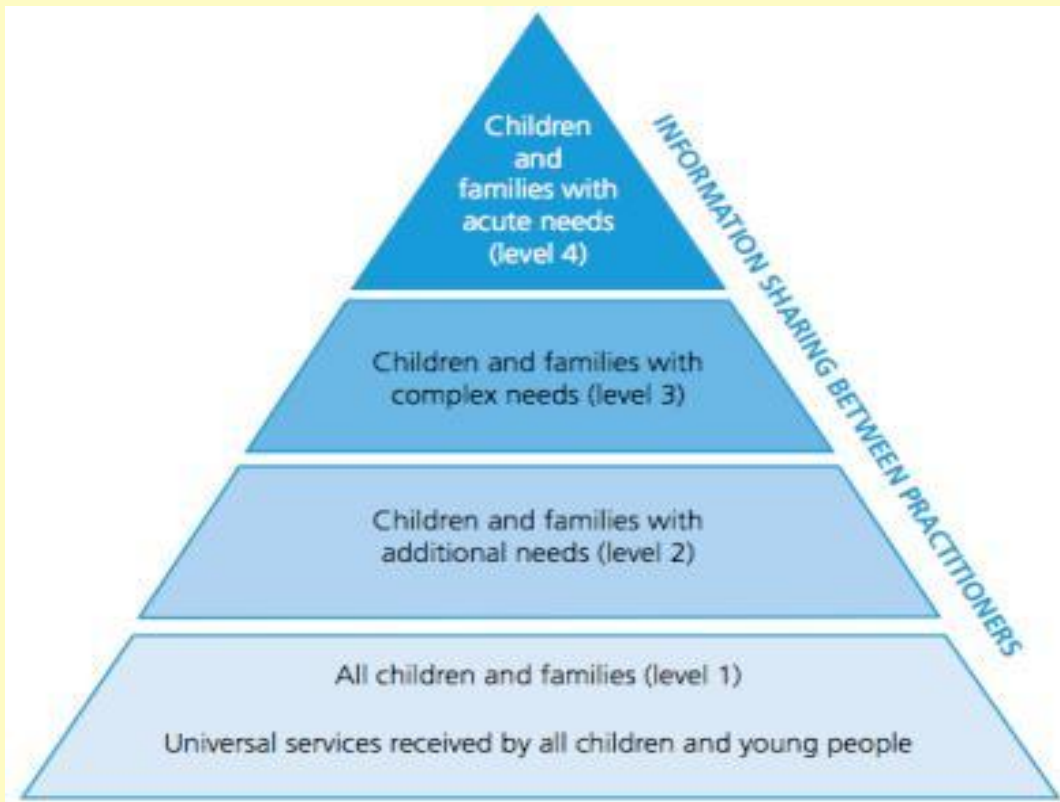 Children
and
families with
acute needs
(level 4)
INFORMATION SHARING BETWEEN PRACTITIONERS
Children and families with
complex needs (level 3)
Children and families with
additional needs (level 2)
All children and families (level 1)
Universal services received by all children and young people